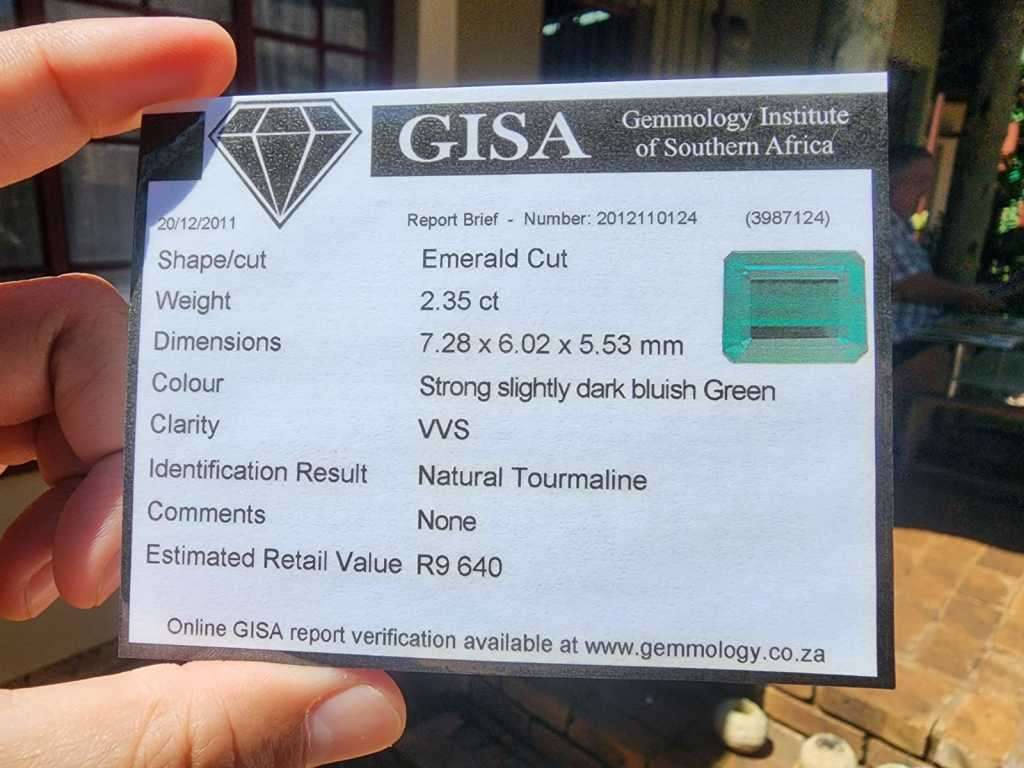 GISA Gemmology Institute
of Southern Africa
20/12/2011 Report Brief - Number: 2012110124 (3987124)
Shape/cut Emerald Cut
Weight 2.35 ct
Dimensions 7.28 x 6.02 x 5.53 mm
Colour Strong slightly dark bluish Green
Clarity VVS
Identification Result Natural Tourmaline
Comments None
Estimated Retail Value R9 640
Online GISA report verification available at www.gemmology.co.za